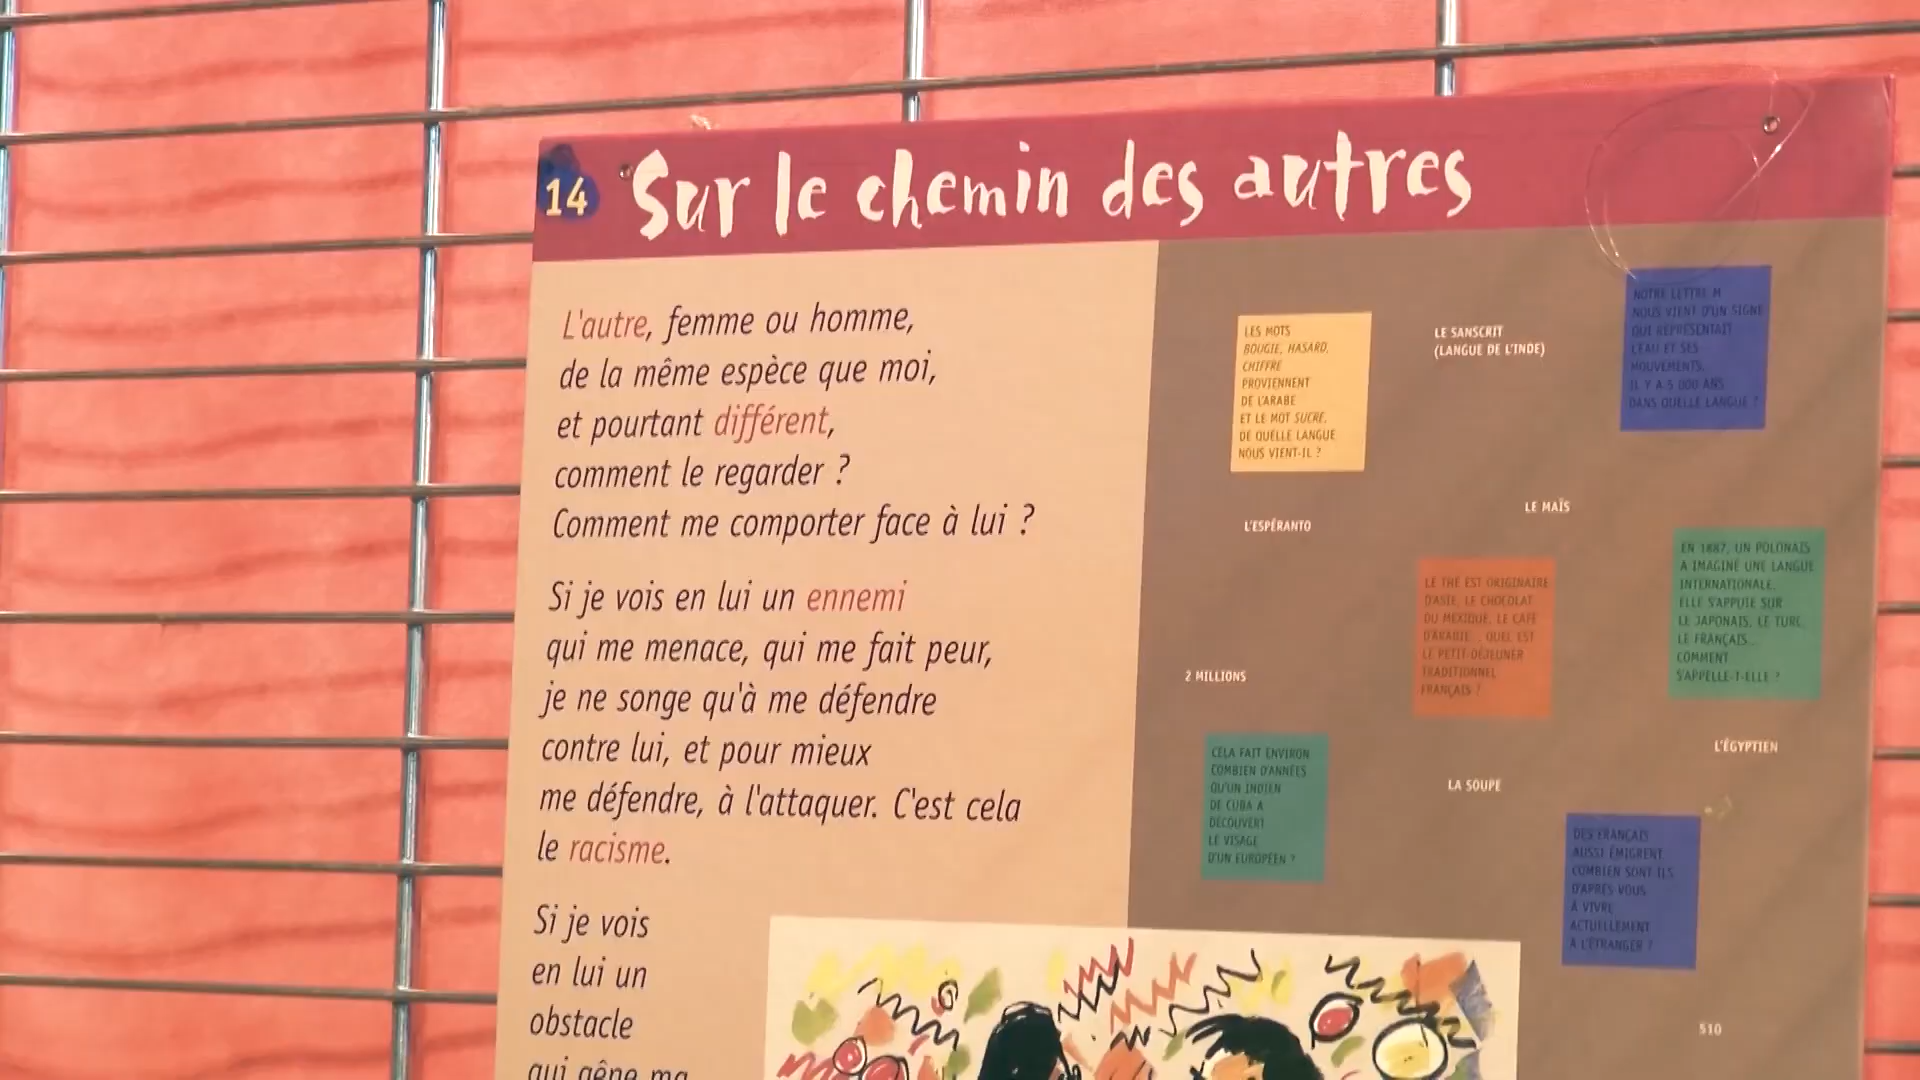 14
Sur le chemin des autres
L'autre, femme ou homme,
de la même espèce que moi,
et pourtant différent,
comment le regarder ?
Comment me comporter face à lui ?
Si je vois en lui un ennemi
qui me menace, qui me fait peur,
je ne songe qu'à me défendre
contre lui, et pour mieux
me défendre, à l'attaquer. C'est cela
le racisme.
Si je vois
en lui un
obstacle
qui gêne ma
LES MOTS
BOUGIE, HASARD,
CHIFFRE
PROVIENNENT
DE L'ARABE
ET LE MOT SUCRE,
DE QUELLE LANGUE
NOUS VIENT-IL ?
LE SANSCRIT
(LANGUE DE L'INDE)
NOTRE LETTRE M
NOUS VIENT D'UN SIGNE
QUI REPRÉSENTAIT
L'EAU ET SES
MOUVEMENTS,
IL Y A 5 000 ANS
DANS QUELLE LANGUE ?
L'ESPÉRANTO
LE MAÏS
LE THÉ EST ORIGINAIRE
D'ASIE, LE CHOCOLAT
DU MEXIQUE, LE CAFÉ
D'ARABIE... QUEL EST
LE PETIT-DÉJEUNER
TRADITIONNEL
FRANÇAIS ?
EN 1887, UN POLONAIS
A IMAGINÉ UNE LANGUE
INTERNATIONALE.
ELLE S'APPUIE SUR
LE JAPONAIS, LE TURC,
LE FRANÇAIS...
COMMENT
S'APPELLE-T-ELLE ?
2 MILLIONS
CELA FAIT ENVIRON
COMBIEN D'ANNÉES
QU'UN INDIEN
DE CUBA A
DÉCOUVERT
LE VISAGE
D'UN EUROPÉEN ?
LA SOUPE
L'ÉGYPTIEN
DES FRANÇAIS
AUSSI ÉMIGRENT.
COMBIEN SONT-ILS
D'APRÈS VOUS
À VIVRE
ACTUELLEMENT
À L'ÉTRANGER ?
510